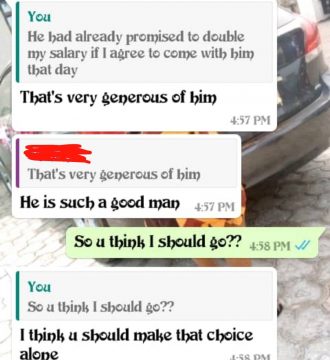 You
He had already promised to double
my salary if I agree to come with him
that day
That's very generous of him
4:57 PM
That's very generous of him
He is such a good man 4:57 PM
So u think I should go?? 4:58 PM
You
So u think I should go??
I think u should make that choice
alone
4:58 PM